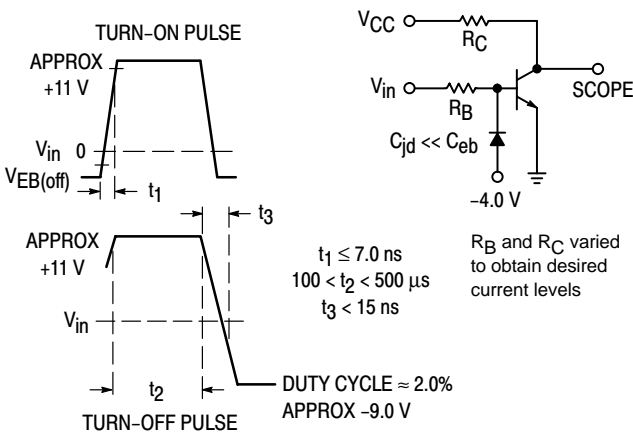 TURN–ON PULSE
APPROX
+11 V
Vin 0
VEB(off)
t1
t3
APPROX
+11 V
Vin
t2
TURN–OFF PULSE
t1 ≤ 7.0 ns
100 < t2 < 500 μs
t3 < 15 ns
DUTY CYCLE ≈ 2.0%
APPROX –9.0 V
VCC
RC
Vin
RB
SCOPE
Cjd << Ceb
–4.0 V
RB and RC varied
to obtain desired
current levels